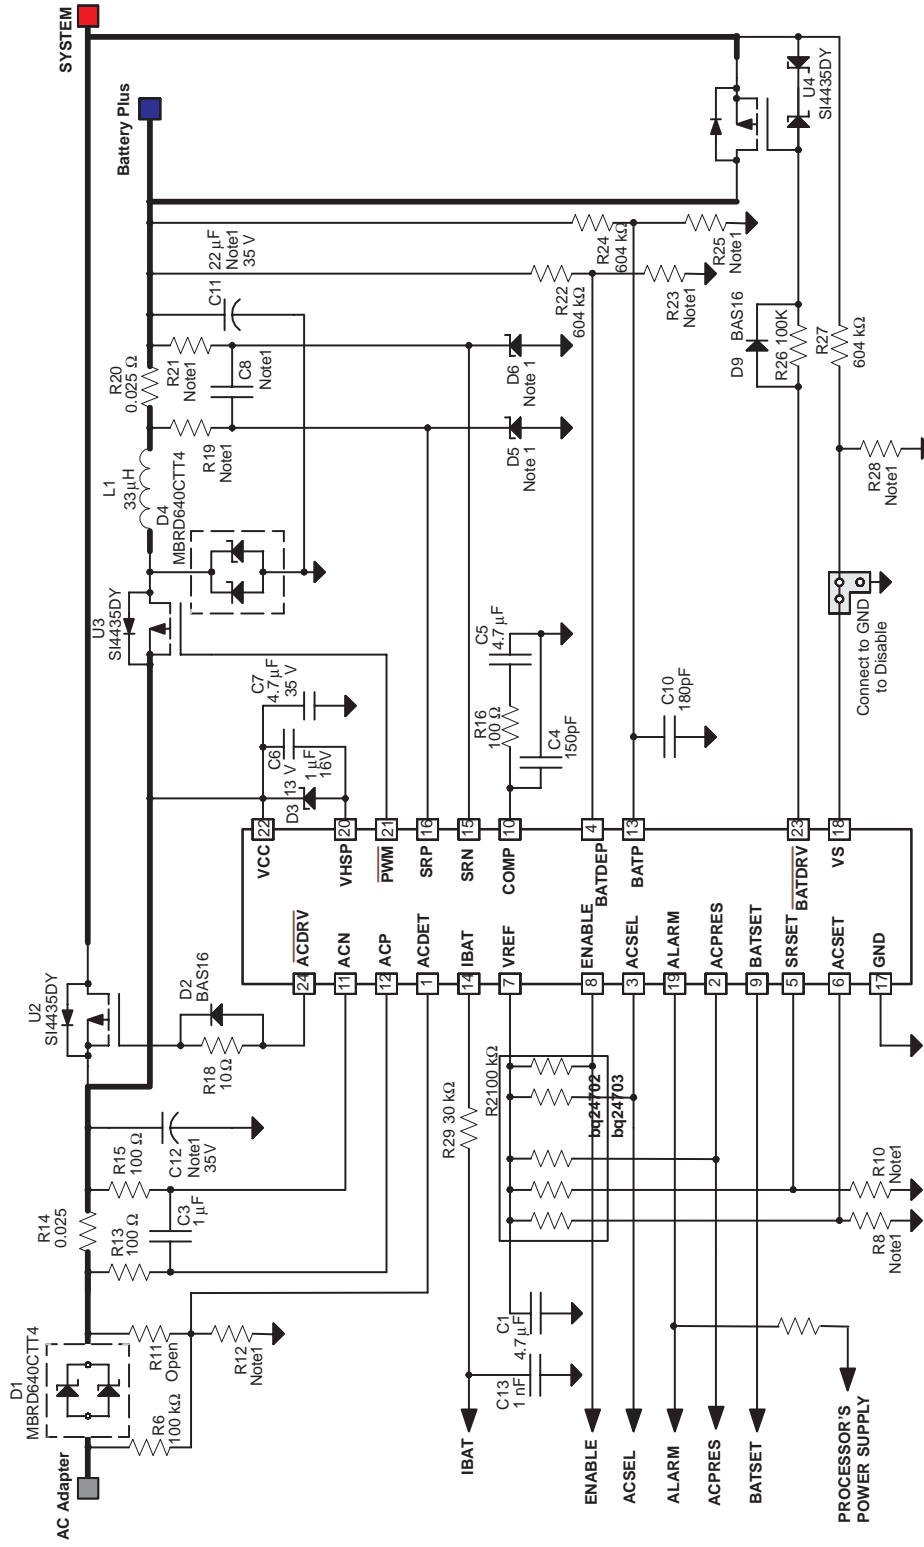 SYSTEM
Battery Plus
AC Adapter
D1
MBRD640CTT4
R6
100 kΩ
R11
Open
R12
Note1
R14
0.025
R13
100 Ω
R15
100 Ω
C3
1 µF
C12
Note1
35V
U2
SI4435DY
R18
10Ω
D2
BAS16
U3
SI4435DY
L1
33 µH
D4
MBRD640CTT4
R20
0.025 Ω
R19
Note1
R21
Note1
C8
Note1
C11
22 µF
Note1
35 V
D5
Note 1
D6
Note 1
R22
604 kΩ
R24
604 kΩ
R23
Note1
R25
Note1
U4
SI4435DY
D9
BAS16
R26 100K
R27
604 kΩ
R28
Note1
Connect to GND
to Disable
C7
4.7 µF
35 V
C6
1 µF
16V
D3
13 V
R16
100 Ω
C5
4.7 µF
C4
150pF
C10
180pF
24
ACDRV
11
ACN
12
ACP
1
ACDET
14
IBAT
7
VREF
8
ENABLE
3
ACSEL
19
ALARM
2
ACPRES
9
BATSET
5
SRSET
6
ACSET
17
GND
22
VCC
20
VHSP
21
PWM
16
SRP
15
SRN
10
COMP
4
BATDEP
13
BATP
23
BATDRV
18
VS
R29 30 kΩ
R2100 kΩ
bq24702
bq24703
R10
Note1
R8
Note1
C1
4.7 µF
C13
1 nF
IBAT
ENABLE
ACSEL
ALARM
ACPRES
BATSET
PROCESSOR'S
POWER SUPPLY